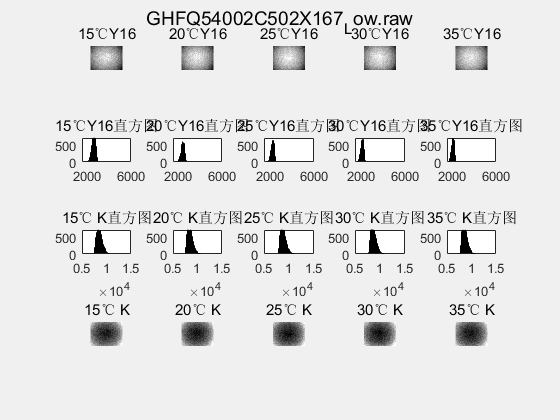 GHFQ54002C502X167_Low.raw
15℃Y16 20℃Y16 25℃Y16 30℃Y16 35℃Y16
15℃Y16直方图 20℃Y16直方图 25℃Y16直方图 30℃Y16直方图 35℃Y16直方图
500 500 500 500 500
0 0 0 0 0
2000 6000 2000 6000 2000 6000 2000 6000 2000 6000
15℃ K直方图 20℃ K直方图 25℃ K直方图 30℃ K直方图 35℃ K直方图
500 500 500 500 500
0 0 0 0 0
0.5 1 1.5 0.5 1 1.5 0.5 1 1.5 0.5 1 1.5 0.5 1 1.5
×10⁴ ×10⁴ ×10⁴ ×10⁴ ×10⁴
15℃ K 20℃ K 25℃ K 30℃ K 35℃ K